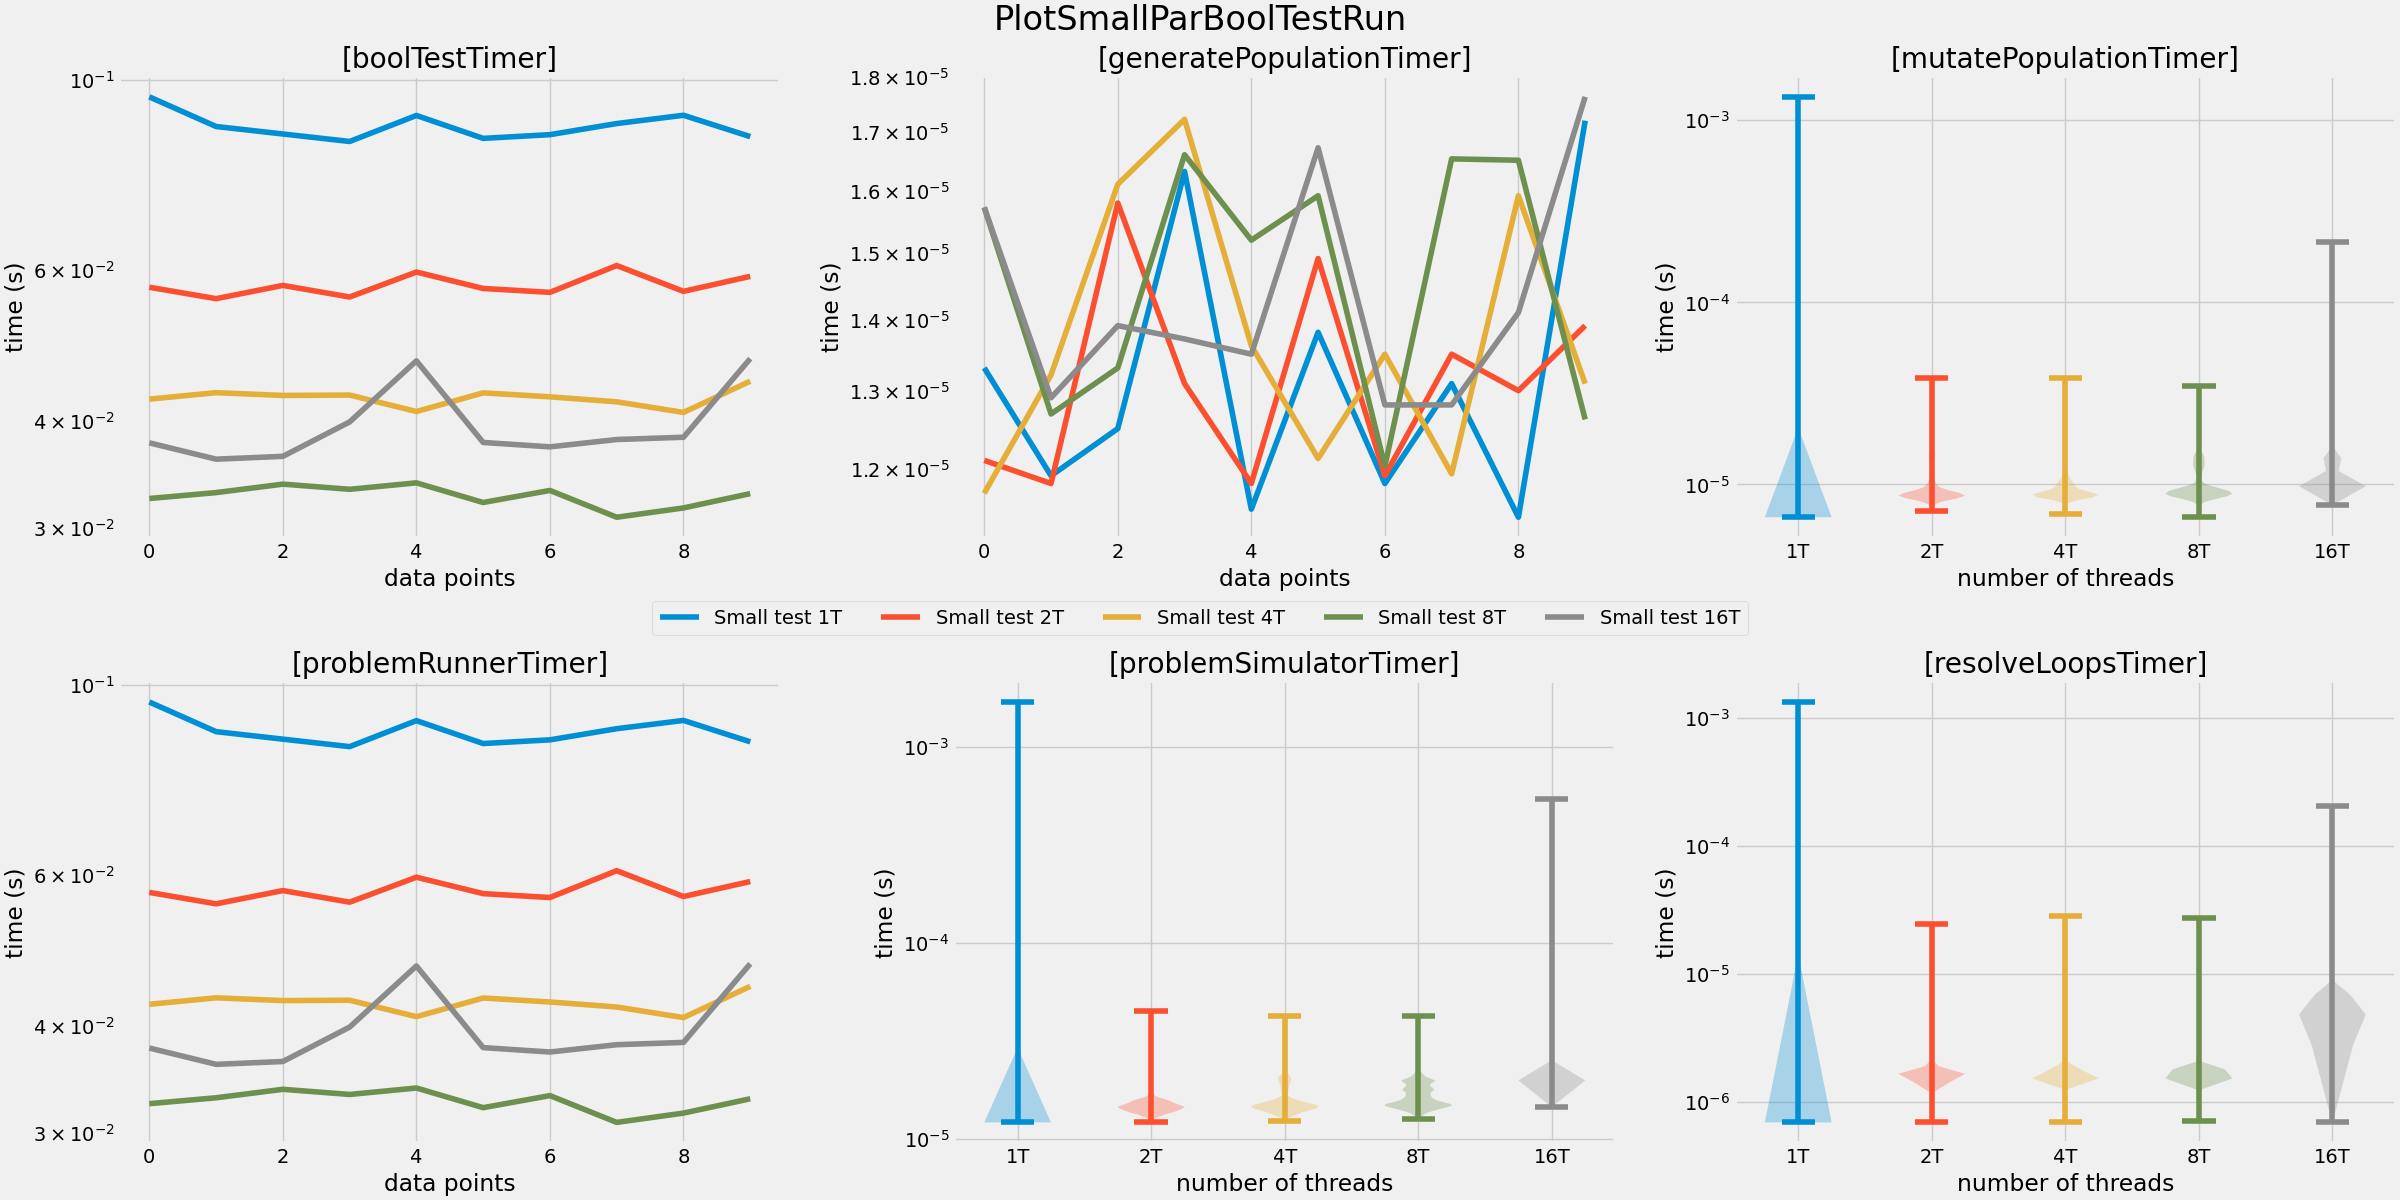 PlotSmallParBoolTestRun
[boolTestTimer]
10⁻¹
6 × 10⁻²
4 × 10⁻²
3 × 10⁻²
time (s)
0 2 4 6 8
data points
[generatePopulationTimer]
1.8 × 10⁻⁵
1.7 × 10⁻⁵
1.6 × 10⁻⁵
1.5 × 10⁻⁵
1.4 × 10⁻⁵
1.3 × 10⁻⁵
1.2 × 10⁻⁵
time (s)
0 2 4 6 8
data points
[mutatePopulationTimer]
10⁻³
10⁻⁴
10⁻⁵
time (s)
1T 2T 4T 8T 16T
number of threads
Small test 1T Small test 2T Small test 4T Small test 8T Small test 16T
[problemRunnerTimer]
10⁻¹
6 × 10⁻²
4 × 10⁻²
3 × 10⁻²
time (s)
0 2 4 6 8
data points
[problemSimulatorTimer]
10⁻³
10⁻⁴
10⁻⁵
time (s)
1T 2T 4T 8T 16T
number of threads
[resolveLoopsTimer]
10⁻³
10⁻⁴
10⁻⁵
10⁻⁶
time (s)
1T 2T 4T 8T 16T
number of threads